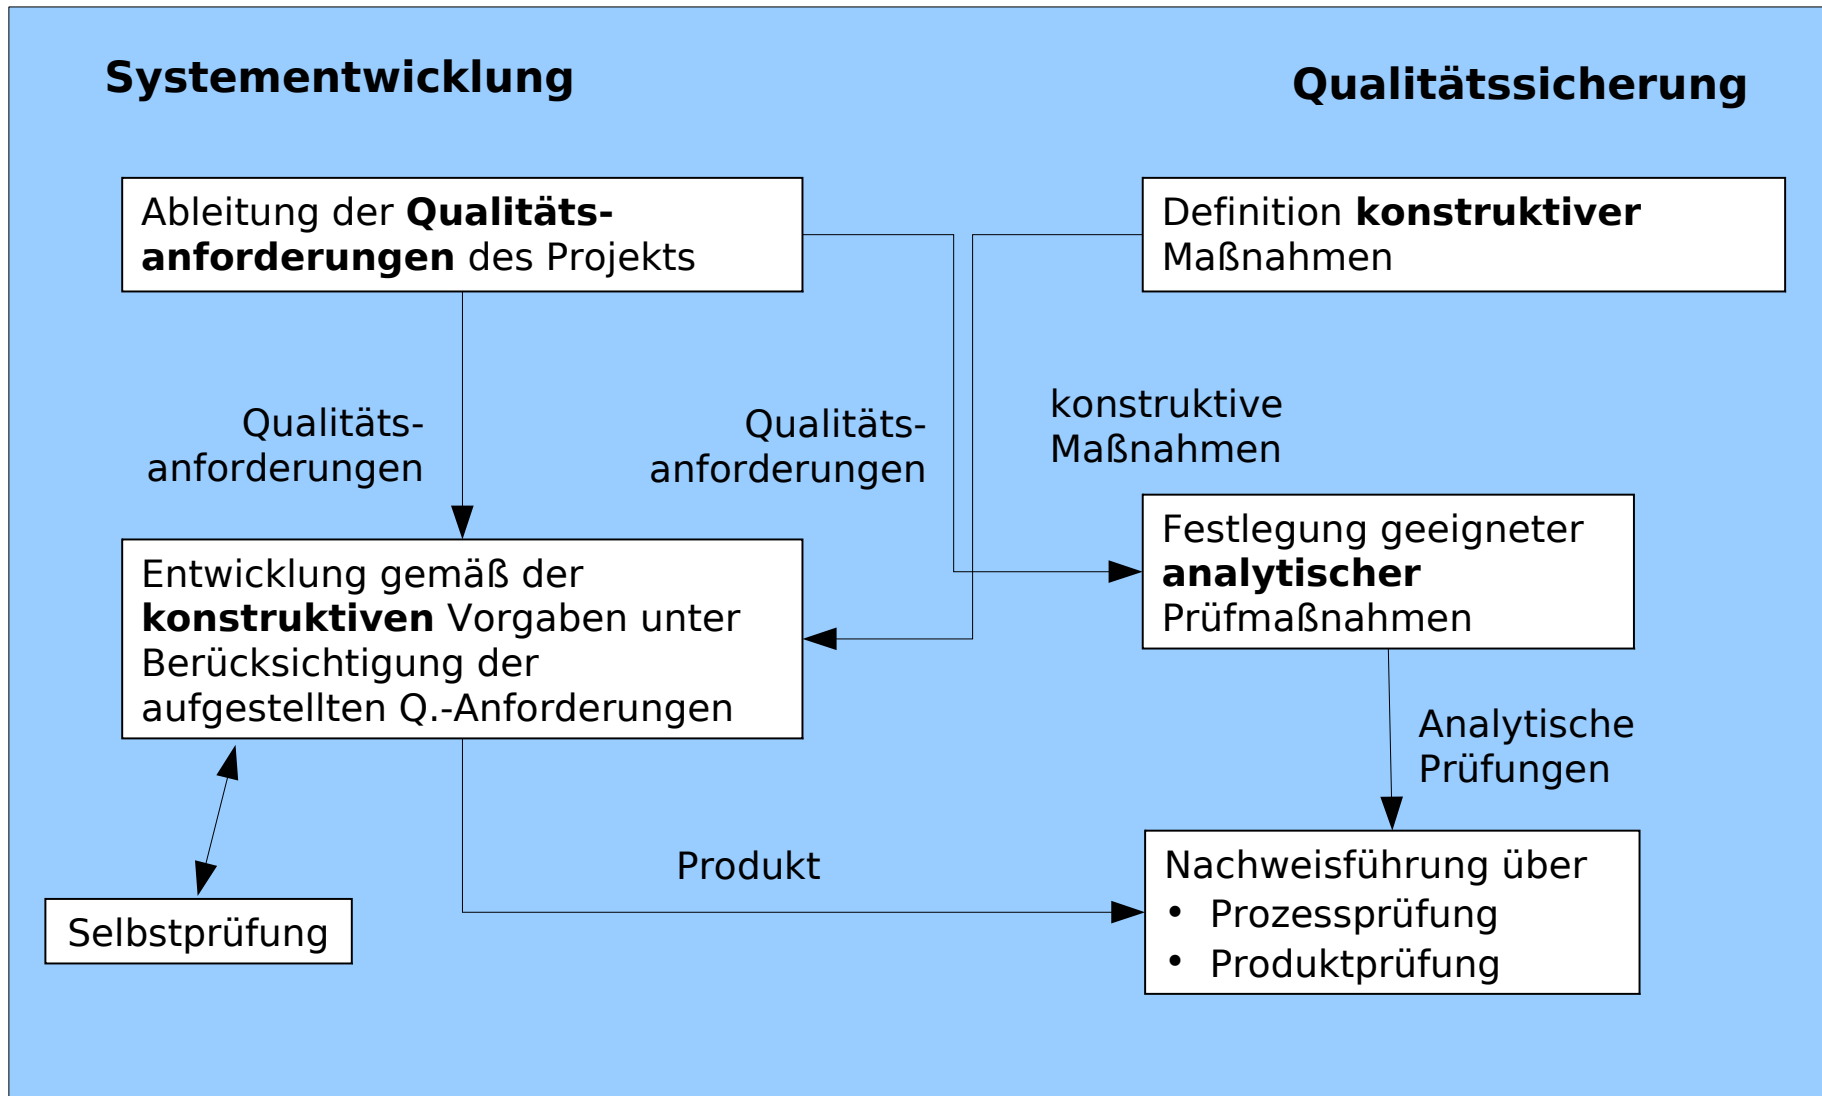 Systementwicklung
Qualitätssicherung
Ableitung der Qualitäts-
anforderungen des Projekts
Definition konstruktiver
Maßnahmen
Qualitäts-
anforderungen
Qualitäts-
anforderungen
konstruktive
Maßnahmen
Entwicklung gemäß der
konstruktiven Vorgaben unter
Berücksichtigung der
aufgestellten Q.-Anforderungen
Festlegung geeigneter
analytischer
Prüfmaßnahmen
Analytische
Prüfungen
Produkt
Selbstprüfung
Nachweisführung über
• Prozessprüfung
• Produktprüfung